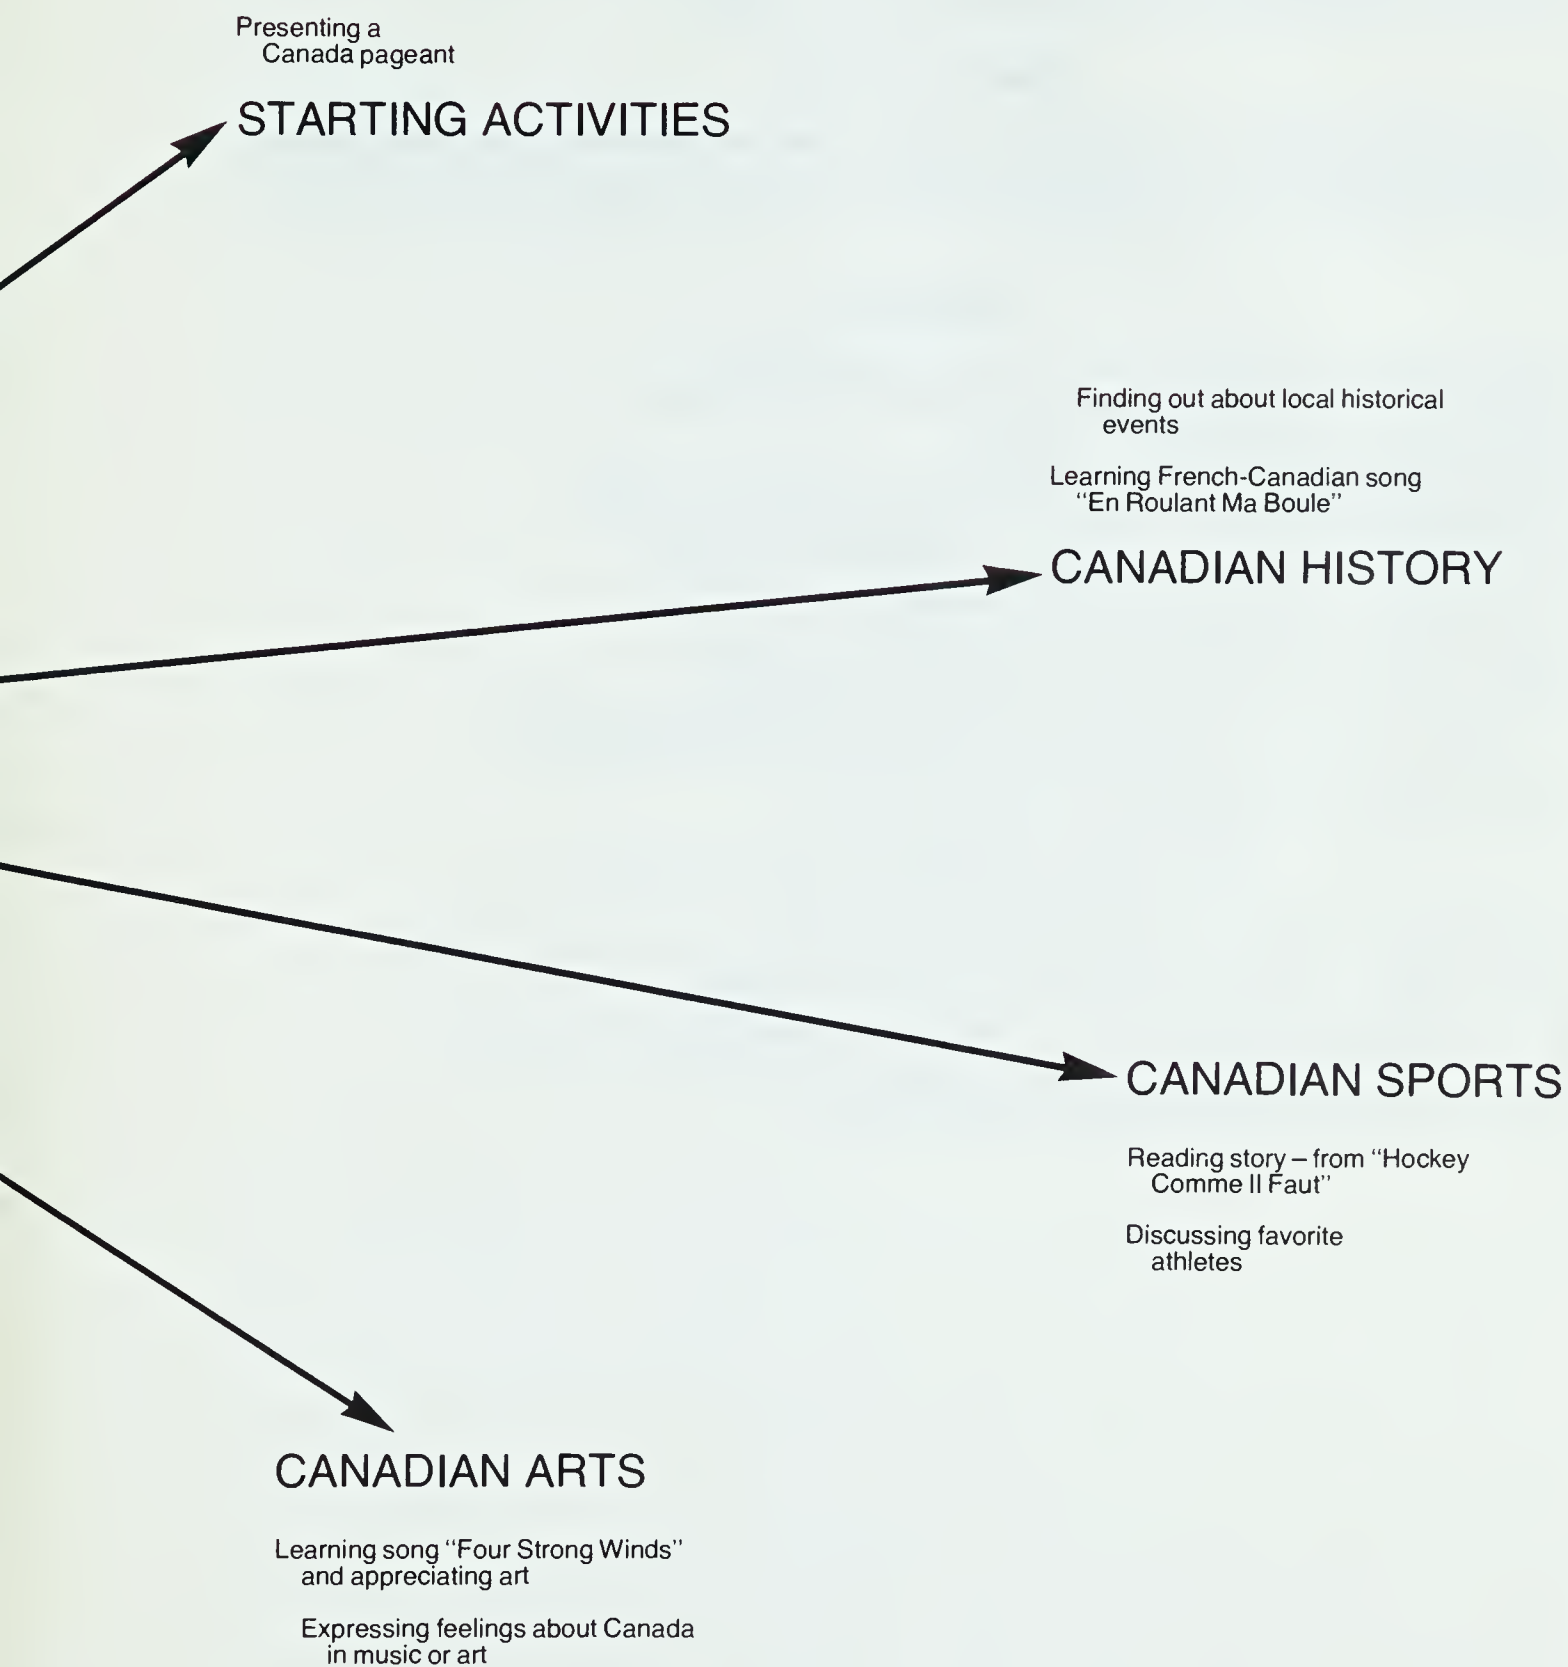 Presenting a
Canada pageant
STARTING ACTIVITIES
Finding out about local historical
events
Learning French-Canadian song
“En Roulant Ma Boule”
CANADIAN HISTORY
CANADIAN SPORTS
Reading story – from “Hockey
Comme Il Faut”
Discussing favorite
athletes
CANADIAN ARTS
Learning song “Four Strong Winds”
and appreciating art
Expressing feelings about Canada
in music or art